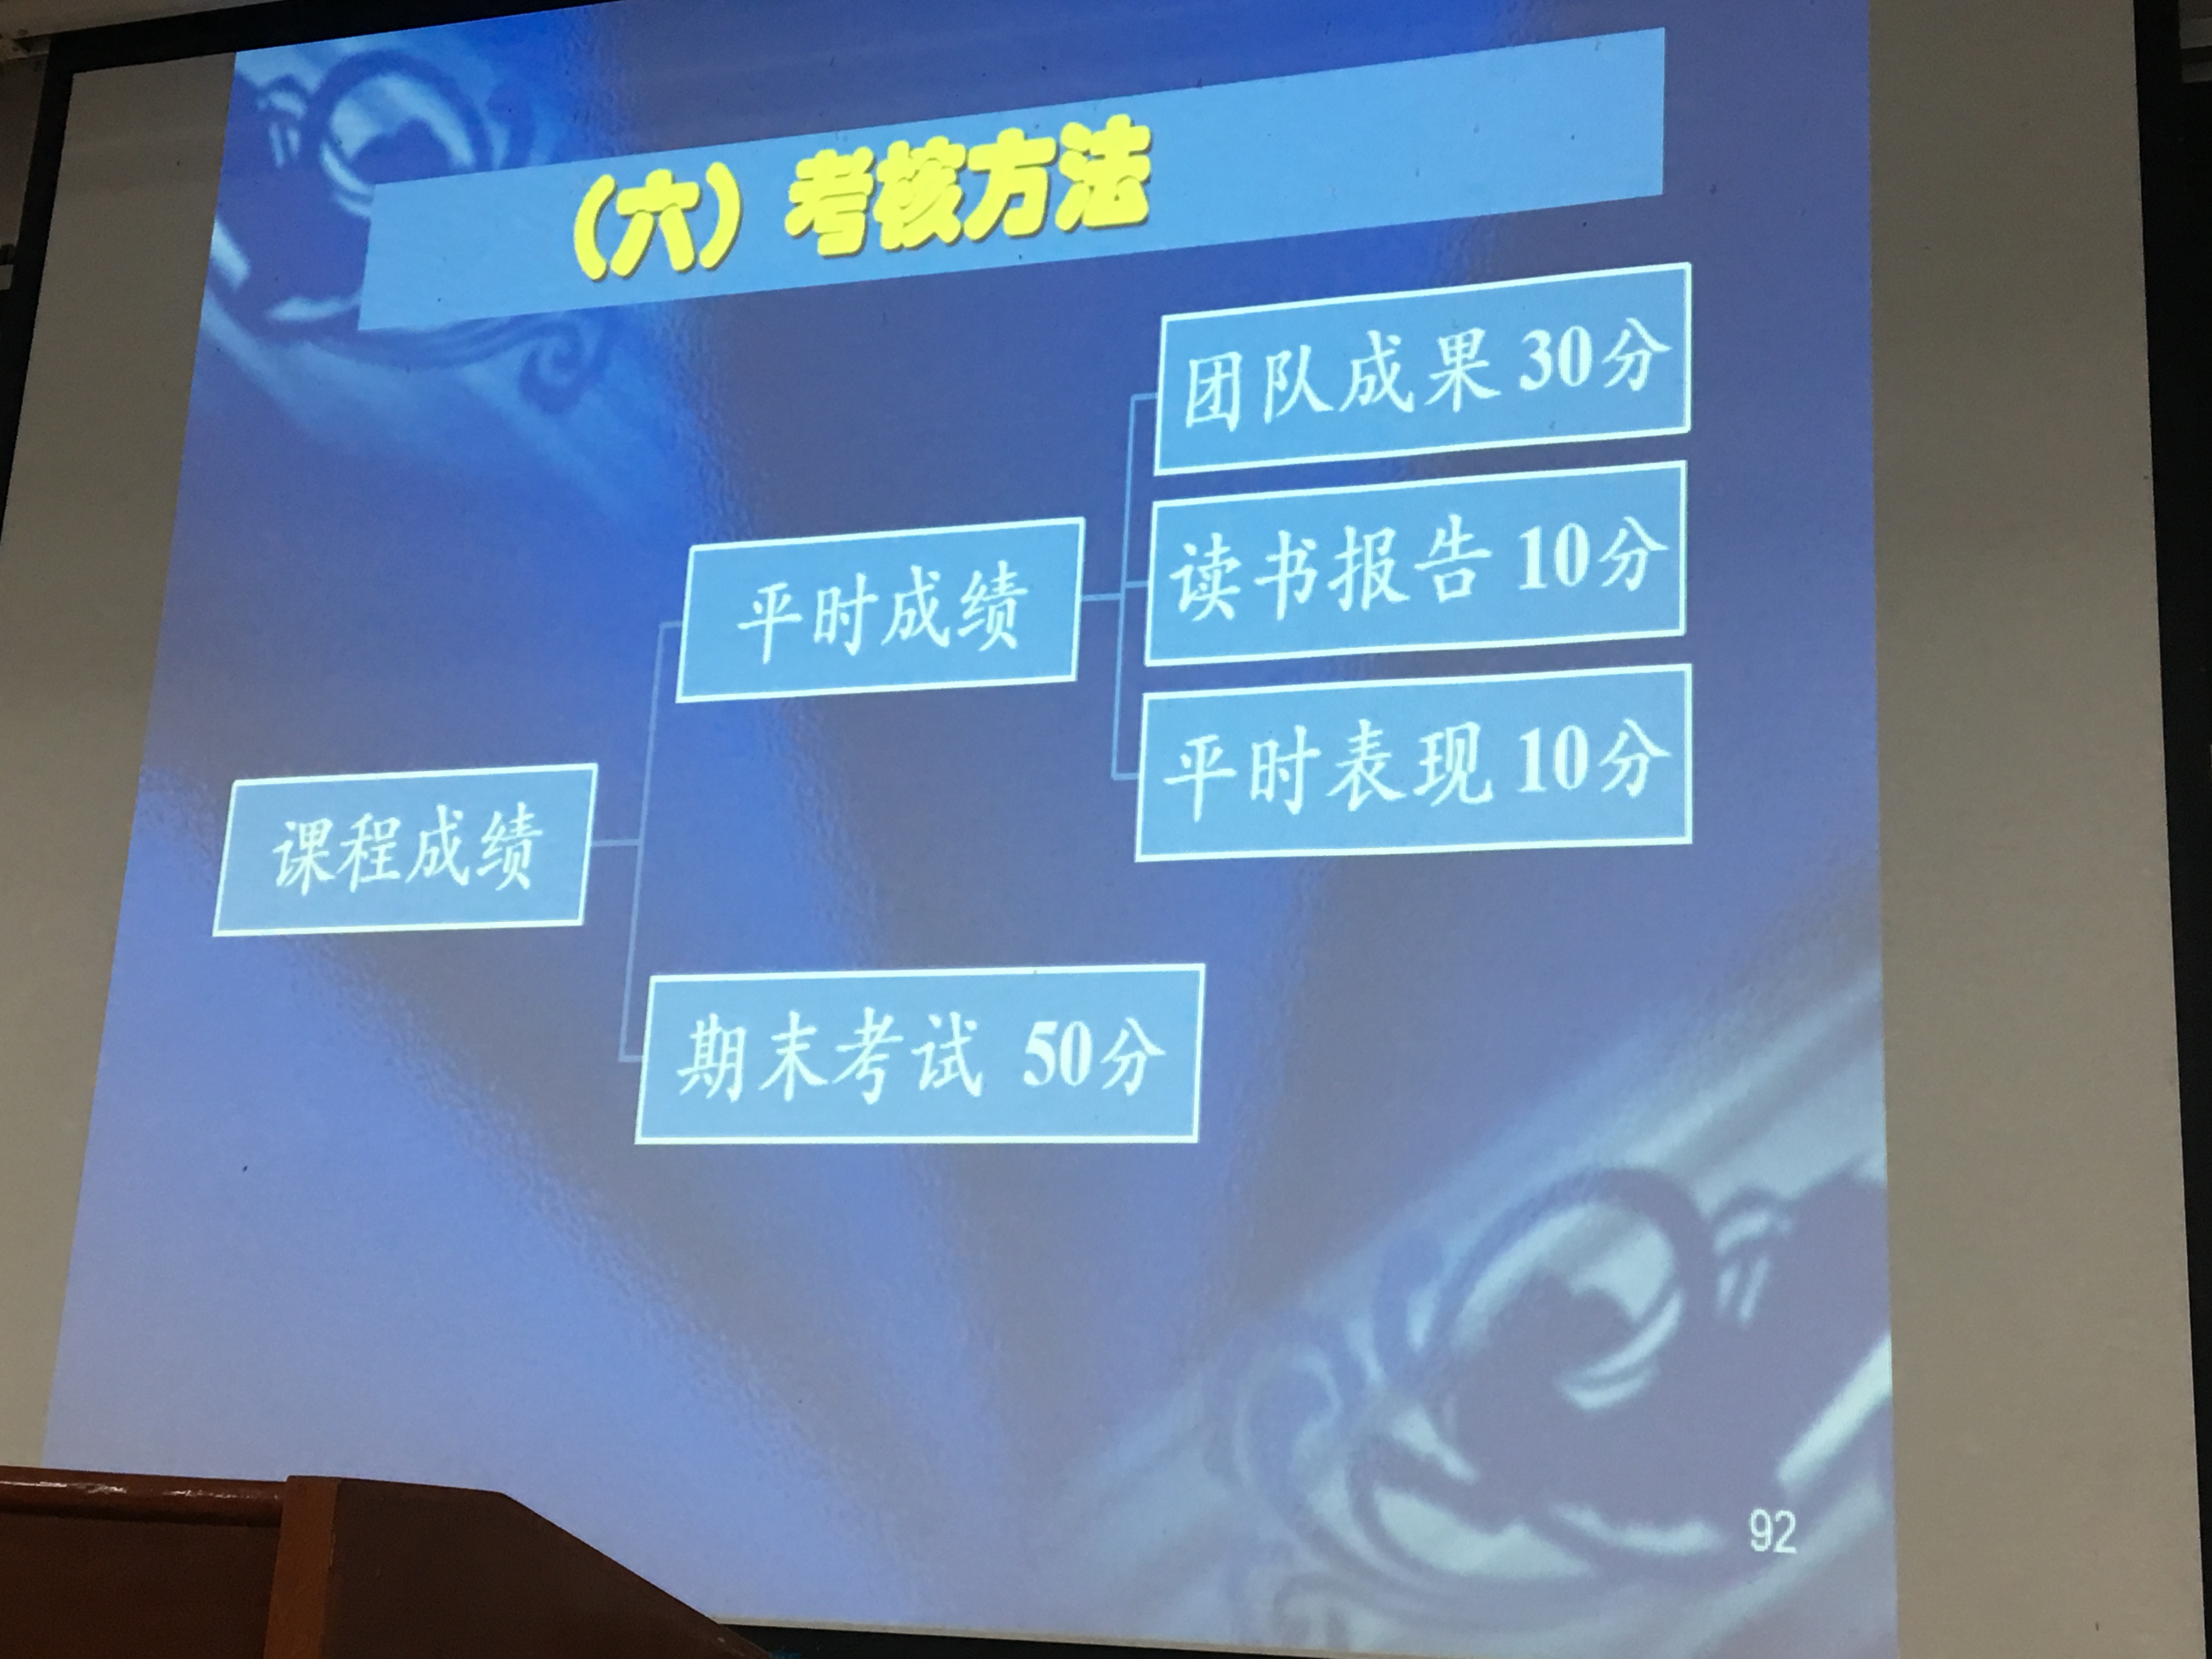 （六）考核方法
团队成果 30分
读书报告 10分
平时成绩
平时表现 10分
课程成绩
期末考试 50分
92